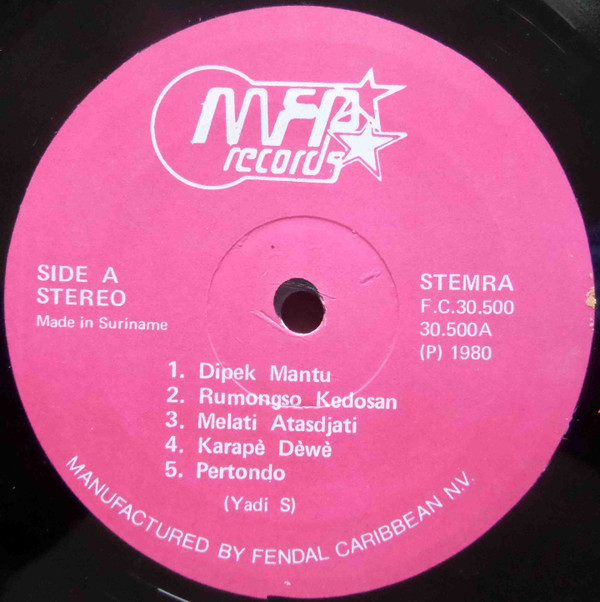 MFP
records
SIDE A
STEREO
Made in Suriname
STEMRA
F.C.30.500
30.500A
(P) 1980
1. Dipek Mantu
2. Rumongso Kedosan
3. Melati Atasdjati
4. Karapè Dèwè
5. Pertondo
(Yadi S)
MANUFACTURED BY FENDAL CARIBBEAN N.V.